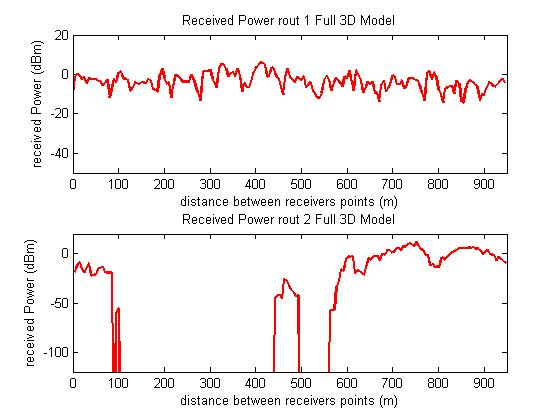 Received Power rout 1 Full 3D Model
received Power (dBm)
20
0
-20
-40
0 100 200 300 400 500 600 700 800 900
distance between receivers points (m)
Received Power rout 2 Full 3D Model
received Power (dBm)
0
-50
-100
0 100 200 300 400 500 600 700 800 900
distance between receivers points (m)